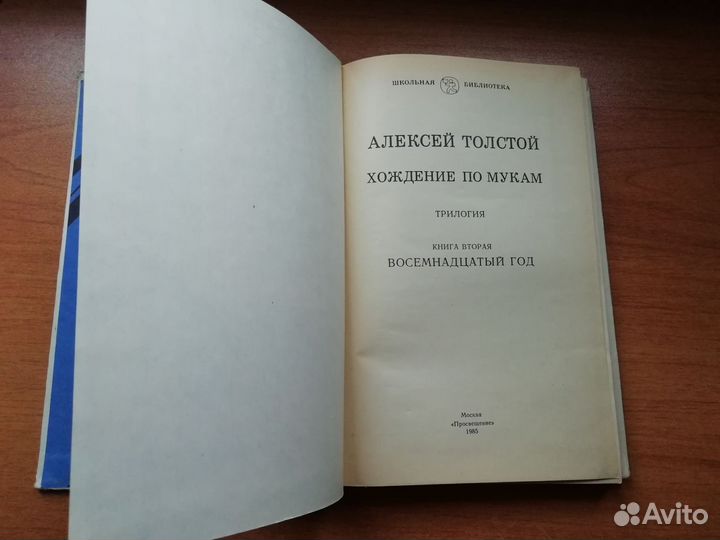 ШКОЛЬНАЯ БИБЛИОТЕКА
АЛЕКСЕЙ ТОЛСТОЙ
ХОЖДЕНИЕ ПО МУКАМ
ТРИЛОГИЯ
КНИГА ВТОРАЯ
ВОСЕМНАДЦАТЫЙ ГОД
Москва
«Просвещение»
1985
Avito